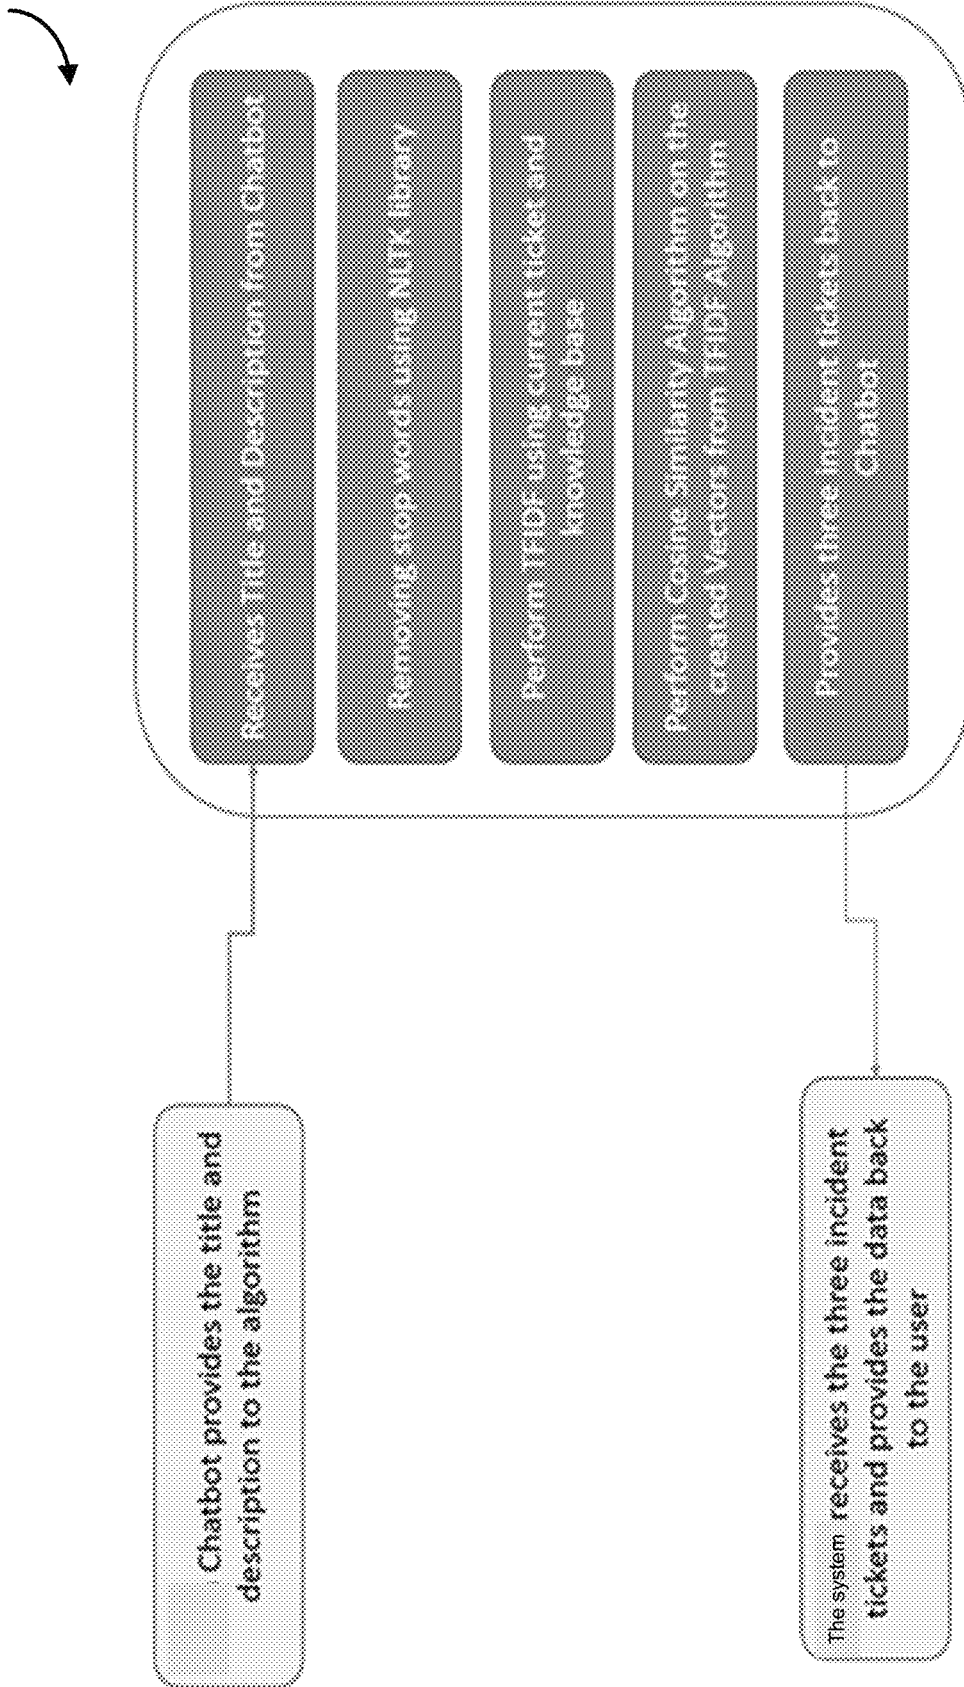 Chatbot provides the title and
description to the algorithm
Receives Title and Description from Chatbot
Removing stop words using NLTK library
Perform TFIDF using current ticket and
knowledge base
Perform Cosine Similarity Algorithm on the
created Vectors from TFIDF Algorithm
Provides three incident tickets back to
Chatbot
The system receives the three incident
tickets and provides the data back
to the user